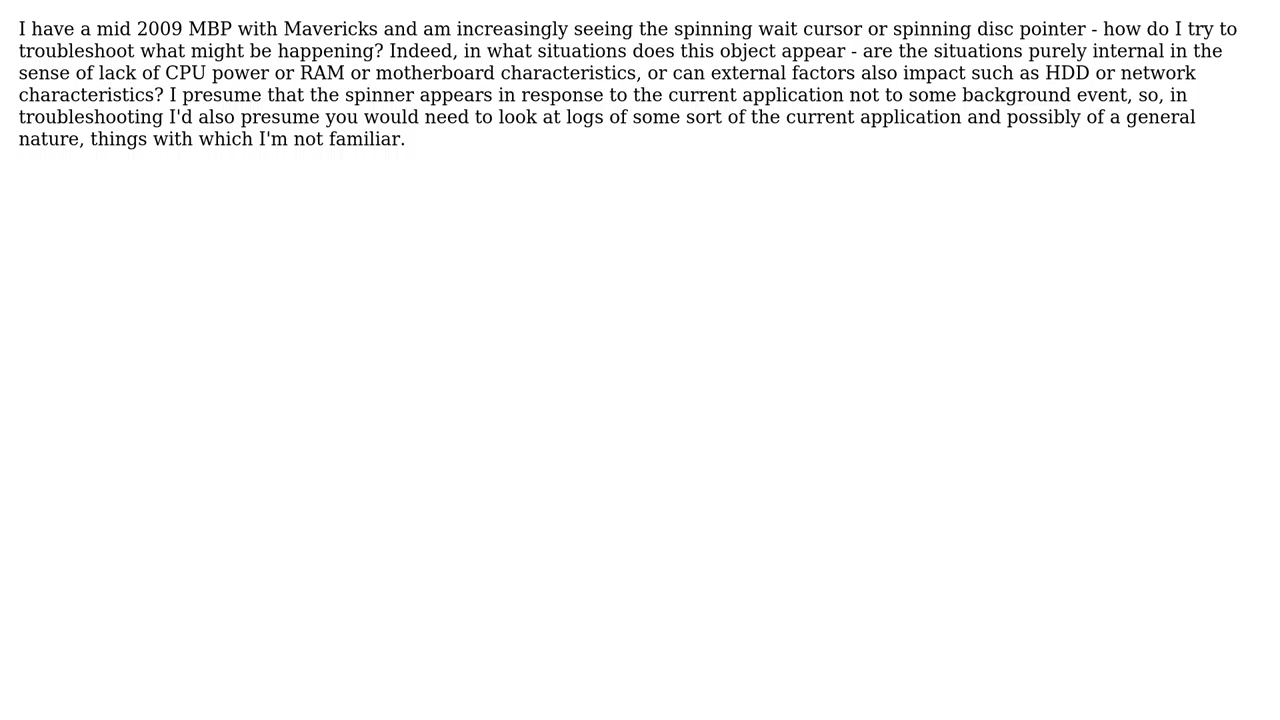 I have a mid 2009 MBP with Mavericks and am increasingly seeing the spinning wait cursor or spinning disc pointer - how do I try to
troubleshoot what might be happening? Indeed, in what situations does this object appear - are the situations purely internal in the
sense of lack of CPU power or RAM or motherboard characteristics, or can external factors also impact such as HDD or network
characteristics? I presume that the spinner appears in response to the current application not to some background event, so, in
troubleshooting I'd also presume you would need to look at logs of some sort of the current application and possibly of a general
nature, things with which I'm not familiar.